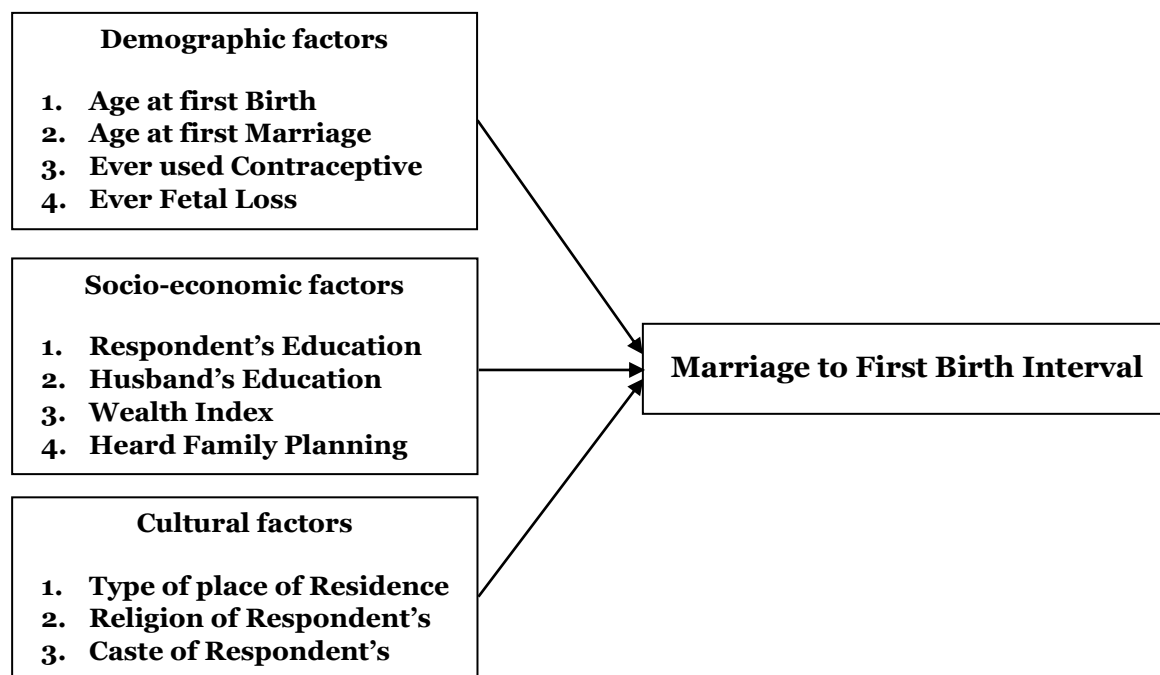 Demographic factors
1. Age at first Birth
2. Age at first Marriage
3. Ever used Contraceptive
4. Ever Fetal Loss
Socio-economic factors
1. Respondent’s Education
2. Husband’s Education
3. Wealth Index
4. Heard Family Planning
Cultural factors
1. Type of place of Residence
2. Religion of Respondent’s
3. Caste of Respondent’s
Marriage to First Birth Interval